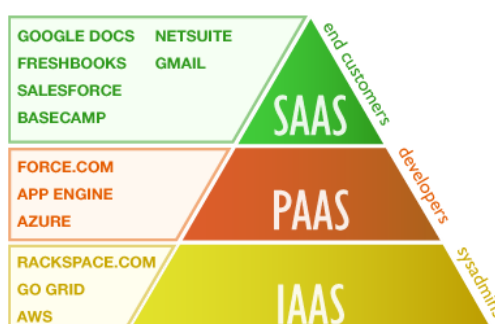 GOOGLE DOCS NETSUITE
FRESHBOOKS GMAIL
SALESFORCE
BASECAMP
SAAS
end customers
FORCE.COM
APP ENGINE
AZURE
PAAS
developers
RACKSPACE.COM
GO GRID
AWS
IAAS
sysadmins